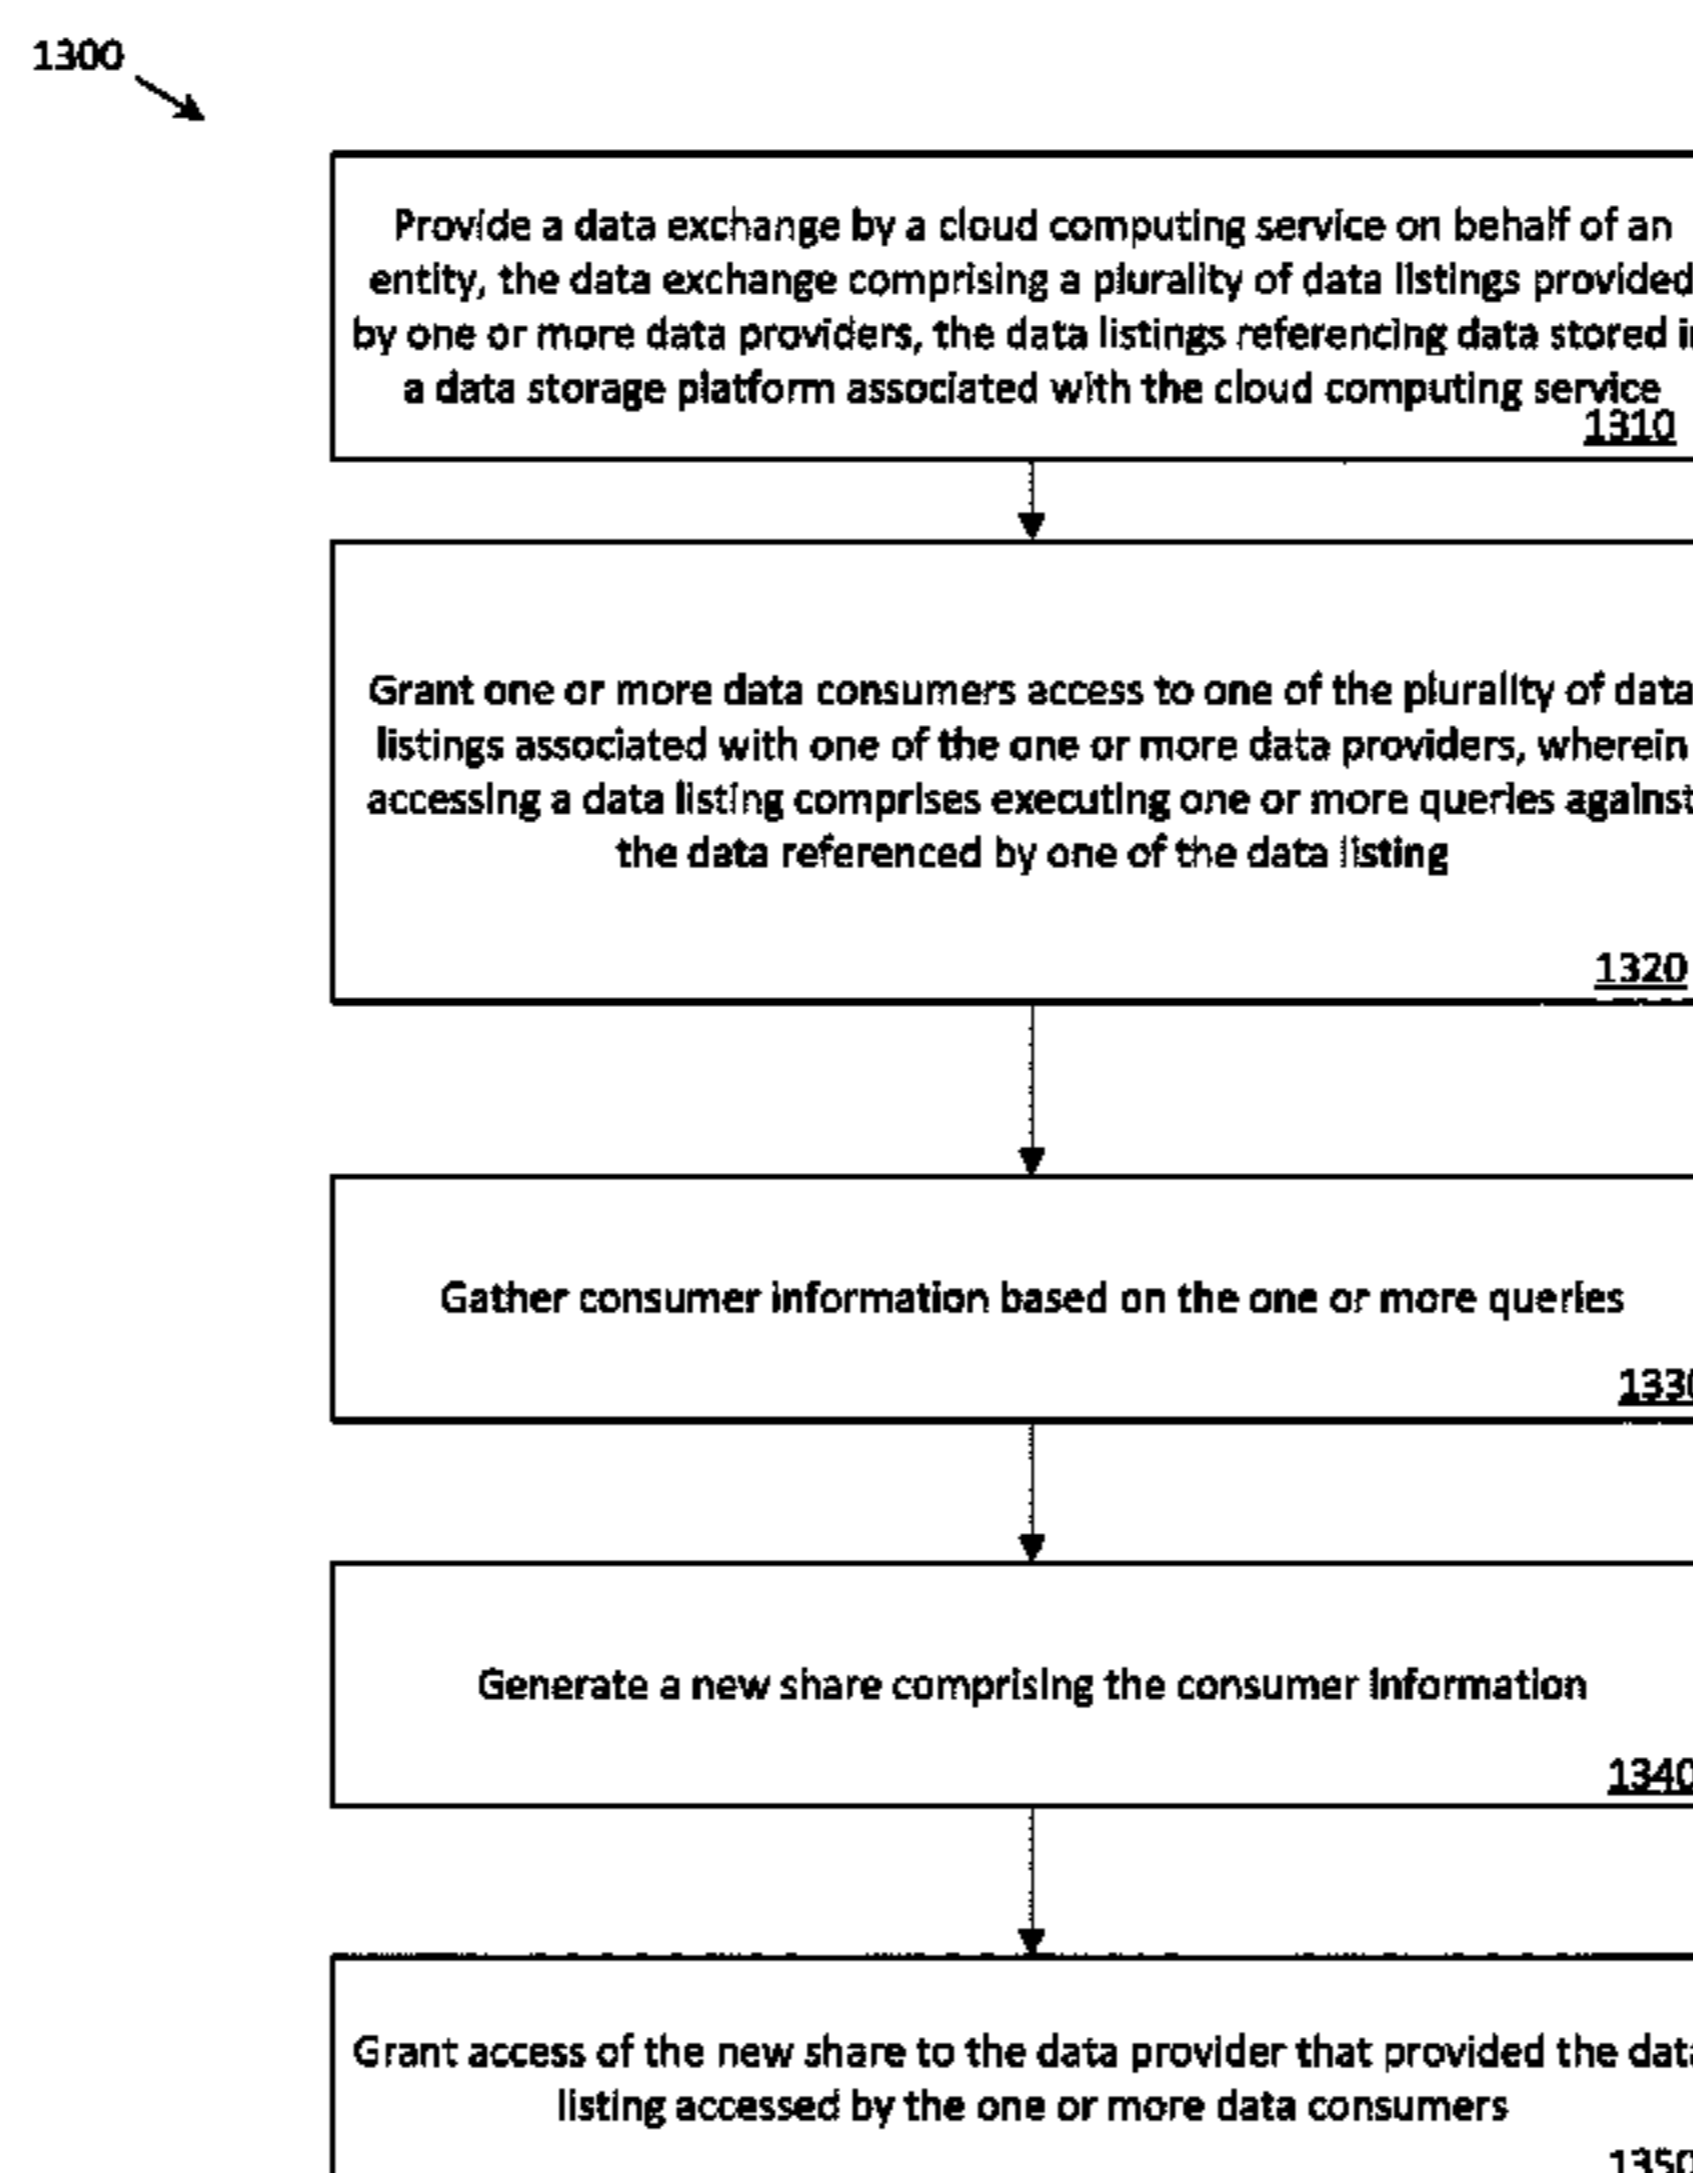 1300
Provide a data exchange by a cloud computing service on behalf of an
entity, the data exchange comprising a plurality of data listings provided
by one or more data providers, the data listings referencing data stored in
a data storage platform associated with the cloud computing service
1310
Grant one or more data consumers access to one of the plurality of data
listings associated with one of the one or more data providers, wherein
accessing a data listing comprises executing one or more queries against
the data referenced by one of the data listing
1320
Gather consumer information based on the one or more queries
1330
Generate a new share comprising the consumer information
1340
Grant access of the new share to the data provider that provided the data
listing accessed by the one or more data consumers
1350